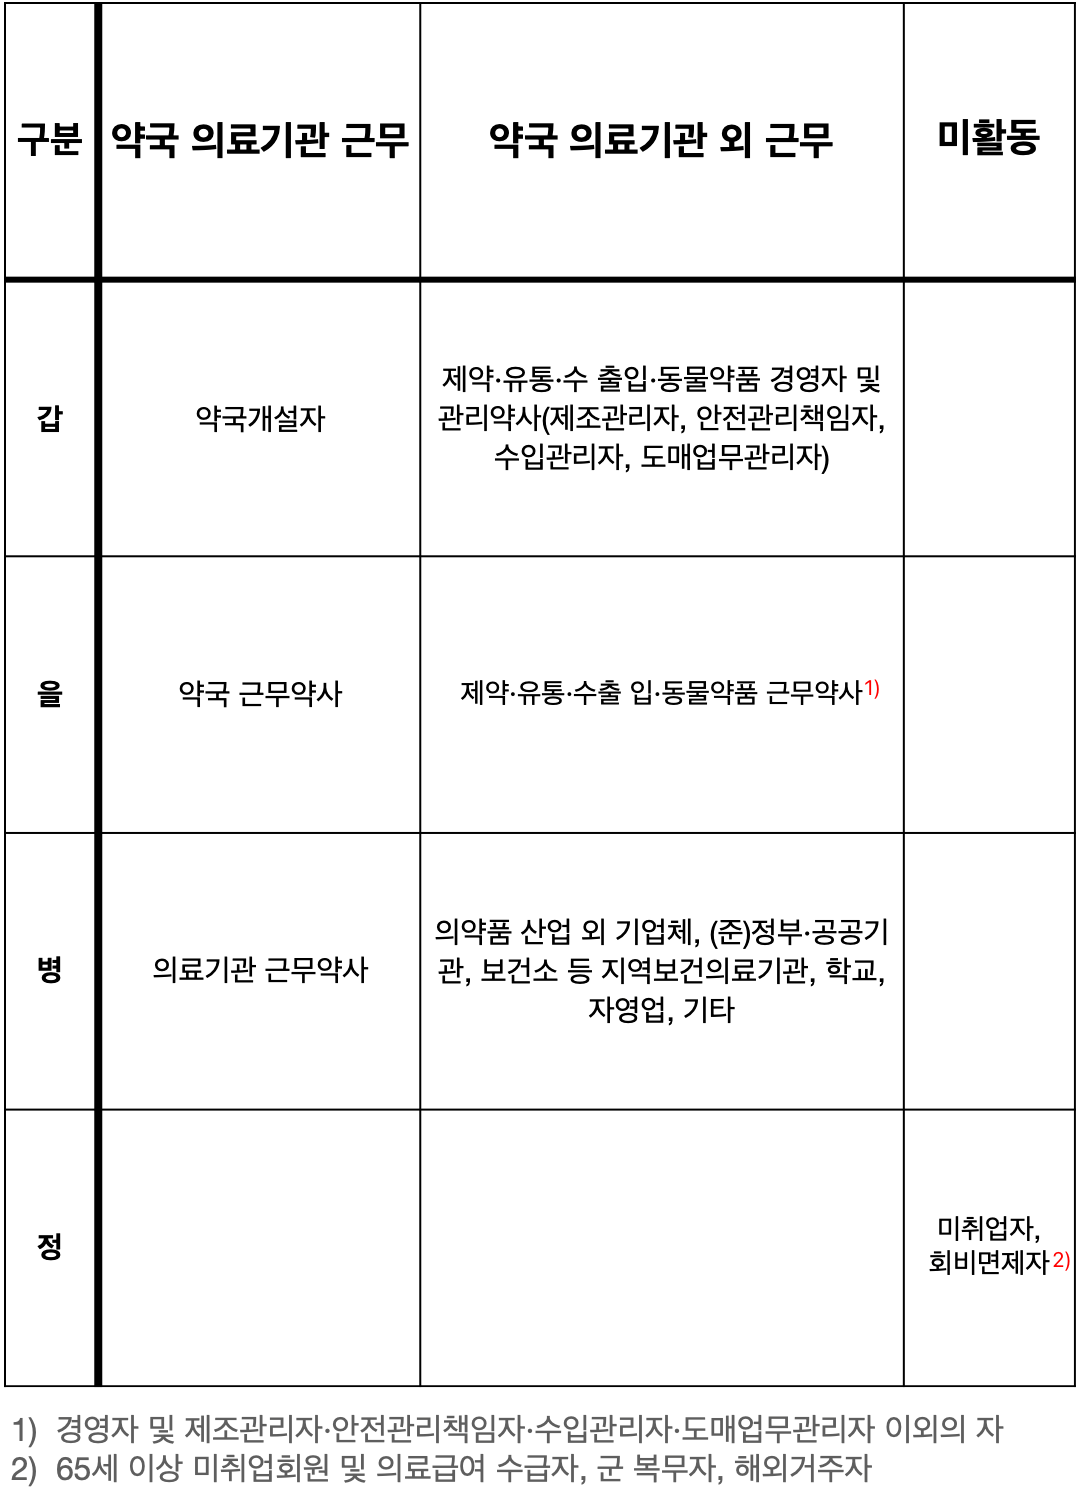 구분 약국 의료기관 근무 약국 의료기관 외 근무 미활동
갑 약국개설자 제약·유통·수 출입·동물약품 경영자 및
관리약사(제조관리자, 안전관리책임자,
수입관리자, 도매업무관리자)
을 약국 근무약사 제약·유통·수출 입·동물약품 근무약사1)
병 의료기관 근무약사 의약품 산업 외 기업체, (준)정부·공공기
관, 보건소 등 지역보건의료기관, 학교,
자영업, 기타
정 미취업자,
회비면제자2)
1) 경영자 및 제조관리자·안전관리책임자·수입관리자·도매업무관리자 이외의 자
2) 65세 이상 미취업회원 및 의료급여 수급자, 군 복무자, 해외거주자